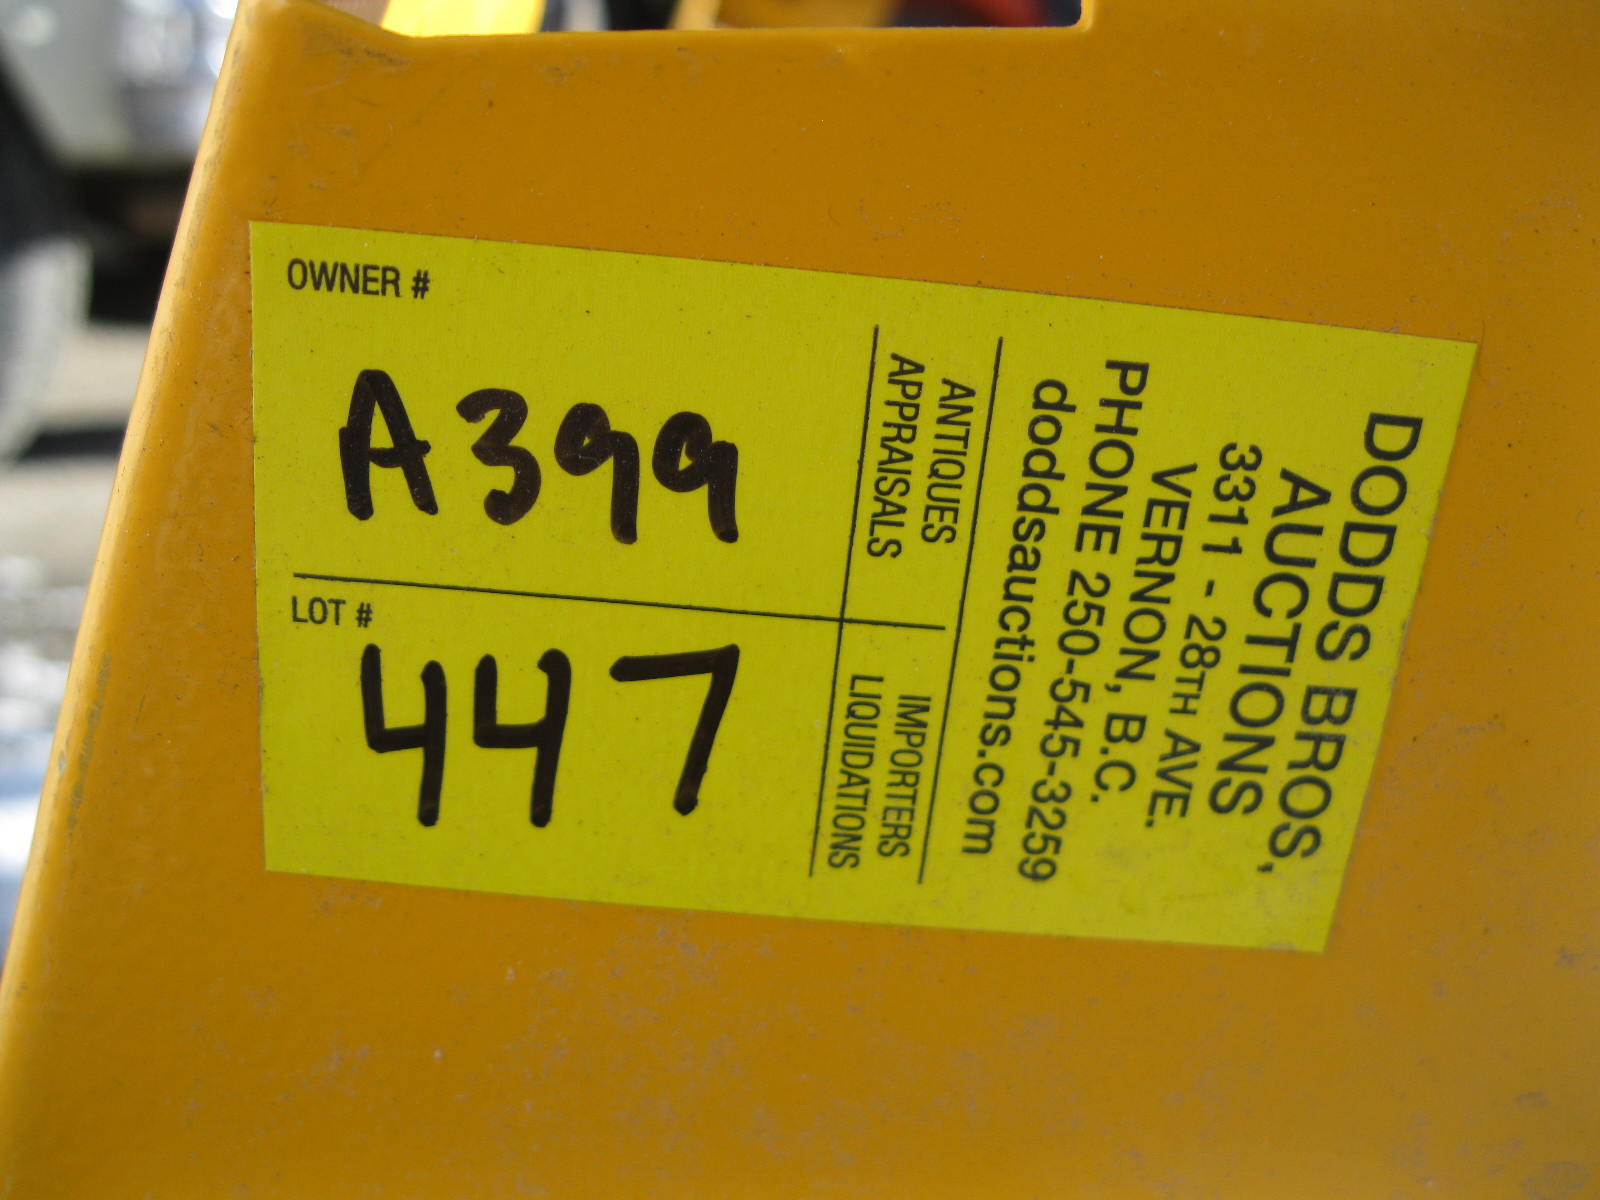 OWNER #
A399
LOT #
447
DODDS BROS,
AUCTIONS
3311 - 28TH AVE.
VERNON, B.C.
PHONE 250-545-3259
doddsauctions.com
ANTIQUES
APPRAISALS
IMPORTERS
LIQUIDATIONS